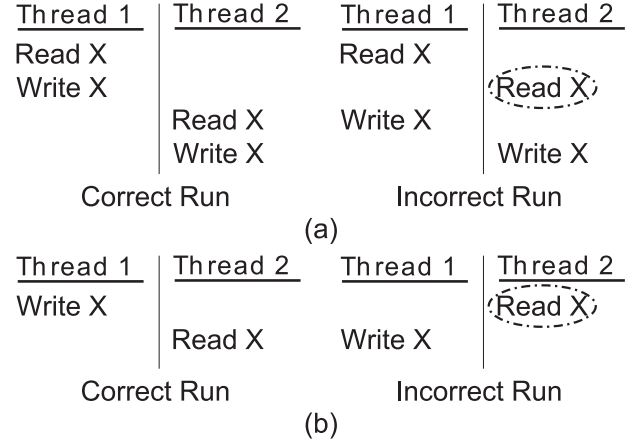 Thread 1 Thread 2 Thread 1 Thread 2
Read X Read X
Write X Read X
Read X Write X
Write X Write X
Correct Run Incorrect Run
(a)
Thread 1 Thread 2 Thread 1 Thread 2
Write X Read X
Read X Write X
Correct Run Incorrect Run
(b)